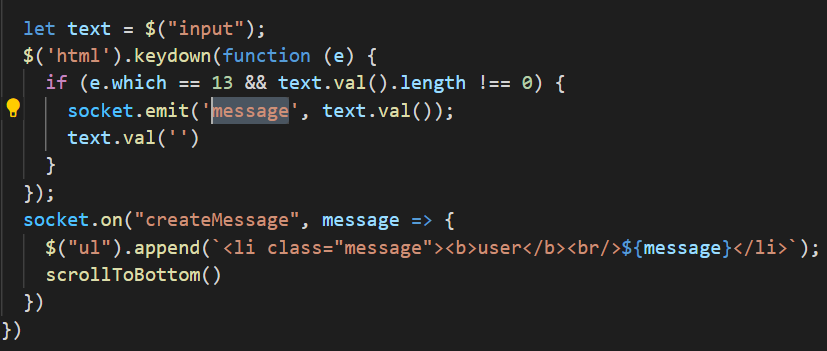 let text = $("input");
$('html').keydown(function (e) {
if (e.which == 13 && text.val().length !== 0) {
socket.emit('message', text.val());
text.val('')
}
});
socket.on("createMessage", message => {
$("ul").append(`<li class="message"><b>user</b><br/>${message}</li>`);
scrollToBottom()
})
})